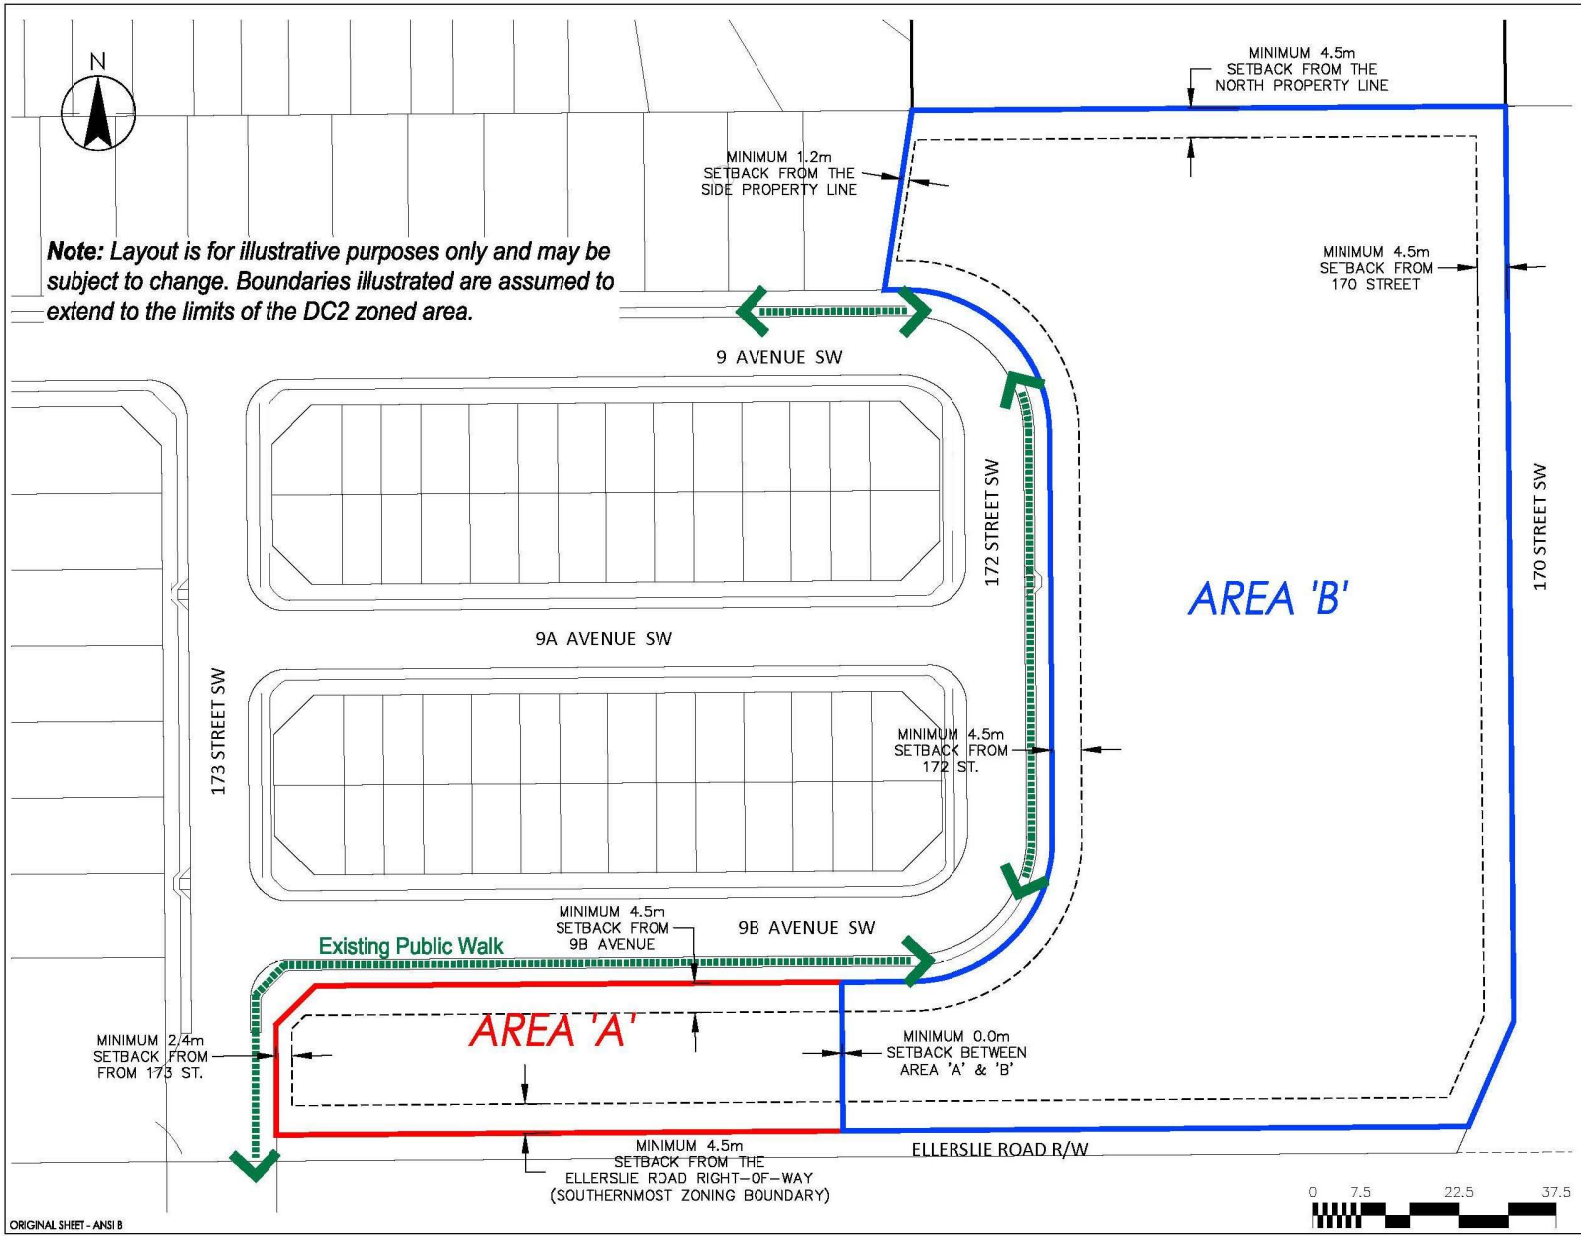 N
MINIMUM 4.5m
SETBACK FROM THE
NORTH PROPERTY LINE
MINIMUM 1.2m
SETBACK FROM THE
SIDE PROPERTY LINE
Note: Layout is for illustrative purposes only and may be
subject to change. Boundaries illustrated are assumed to
extend to the limits of the DC2 zoned area.
MINIMUM 4.5m
SETBACK FROM
170 STREET
9 AVENUE SW
172 STREET SW
170 STREET SW
AREA 'B'
9A AVENUE SW
173 STREET SW
MINIMUM 4.5m
SETBACK FROM
172 ST.
MINIMUM 4.5m
SETBACK FROM
9B AVENUE
9B AVENUE SW
Existing Public Walk
AREA 'A'
MINIMUM 2.4m
SETBACK FROM
FROM 173 ST.
MINIMUM 0.0m
SETBACK BETWEEN
AREA 'A' & 'B'
MINIMUM 4.5m
SETBACK FROM THE
ELLERSLIE ROAD RIGHT-OF-WAY
(SOUTHERNMOST ZONING BOUNDARY)
ELLERSLIE ROAD R/W
0 7.5 22.5 37.5
ORIGINAL SHEET - ANSI B